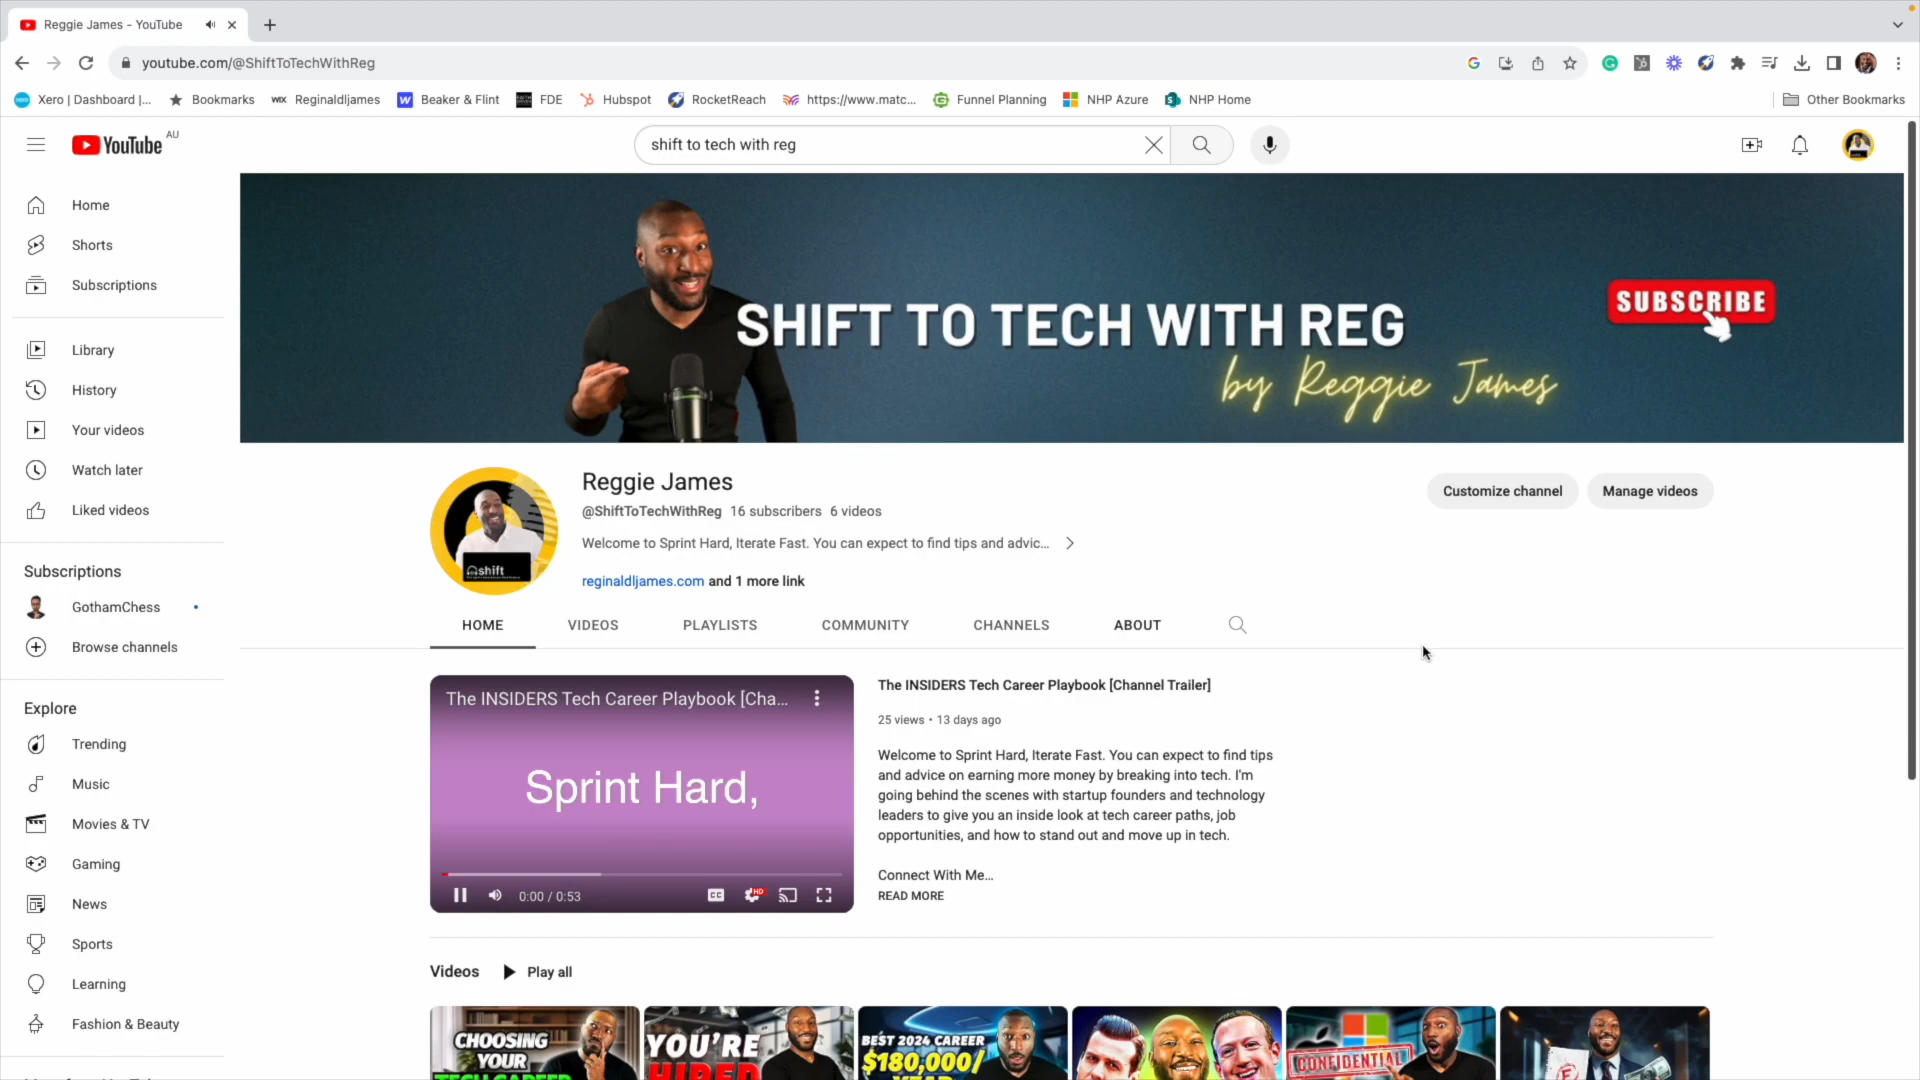 Reggie James - YouTube
youtube.com/@ShiftToTechWithReg
Xero | Dashboard |...
Bookmarks
WIX
Reginaldljames
W
Beaker & Flint
FDE
Hubspot
RocketReach
https://www.matc...
Funnel Planning
NHP Azure
NHP Home
Other Bookmarks
YouTube
AU
shift to tech with reg
Home
Shorts
Subscriptions
Library
History
Your videos
Watch later
Liked videos
Subscriptions
GothamChess
Browse channels
Explore
Trending
Music
Movies & TV
Gaming
News
Sports
Learning
Fashion & Beauty
SHIFT TO TECH WITH REG
by Reggie James
SUBSCRIBE
shift
Reggie James
@ShiftToTechWithReg 16 subscribers 6 videos
Welcome to Sprint Hard, Iterate Fast. You can expect to find tips and advic...
reginaldljames.com and 1 more link
Customize channel
Manage videos
HOME
VIDEOS
PLAYLISTS
COMMUNITY
CHANNELS
ABOUT
The INSIDERS Tech Career Playbook [Cha...
Sprint Hard,
0:00 / 0:53
CC
HD
The INSIDERS Tech Career Playbook [Channel Trailer]
25 views • 13 days ago
Welcome to Sprint Hard, Iterate Fast. You can expect to find tips
and advice on earning more money by breaking into tech. I'm
going behind the scenes with startup founders and technology
leaders to give you an inside look at tech career paths, job
opportunities, and how to stand out and move up in tech.
Connect With Me...
READ MORE
Videos
Play all
CHOOSING
YOUR
TECH CAREER
YOU'RE
HIRED
BEST 2024 CAREER
$180,000/
YEAR
CONFIDENTIAL
F